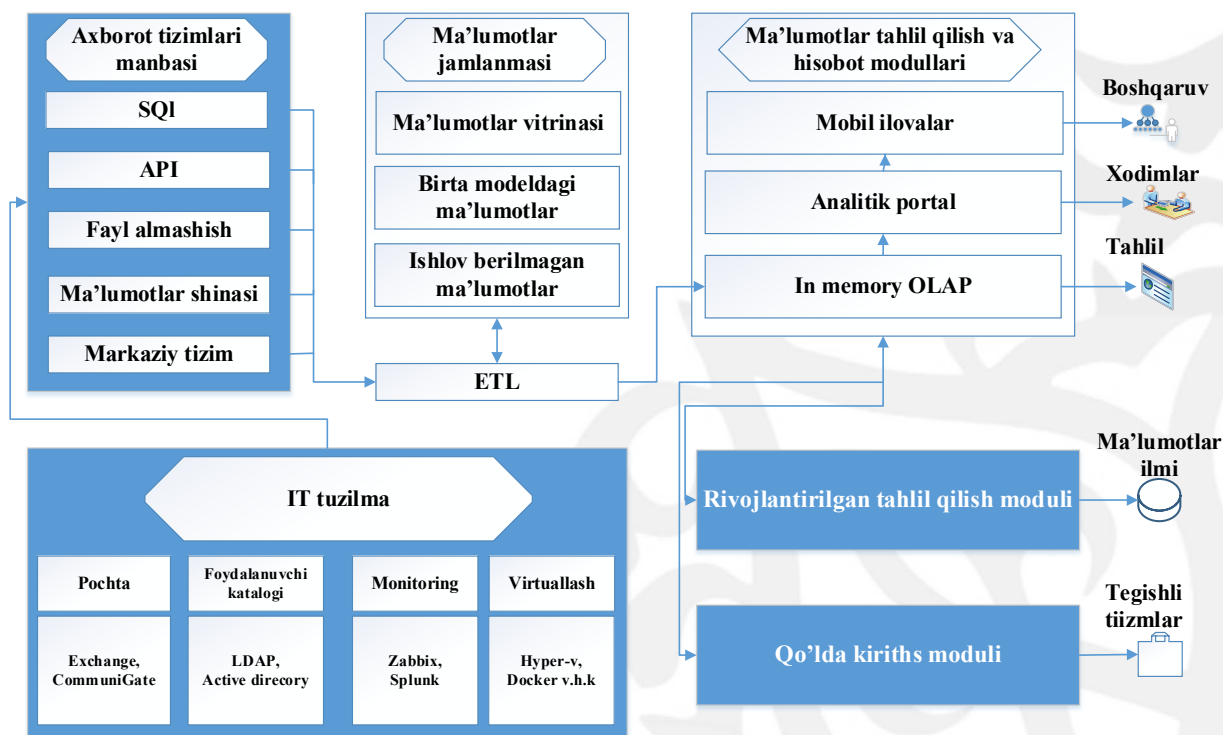 Axborot tizimlari
manbasi
SQl
API
Fayl almashish
Ma’lumotlar shinasi
Markaziy tizim
Ma’lumotlar
jamlanmasi
Ma’lumotlar vitrinasi
Birta modeldagi
ma’lumotlar
Ishlov berilmagan
ma’lumotlar
ETL
Ma’lumotlar tahlil qilish va
hisobot modullari
Mobil ilovalar
Analitik portal
In memory OLAP
Boshqaruv
Xodimlar
Tahlil
IT tuzilma
Pochta
Foydalanuvchi
katalogi
Monitoring
Virtuallash
Exchange,
CommuniGate
LDAP,
Active direcory
Zabbix,
Splunk
Hyper-v,
Docker v.h.k
Rivojlantirilgan tahlil qilish moduli
Ma’lumotlar
ilmi
Qo’lda kiriths moduli
Tegishli
tiizmlar